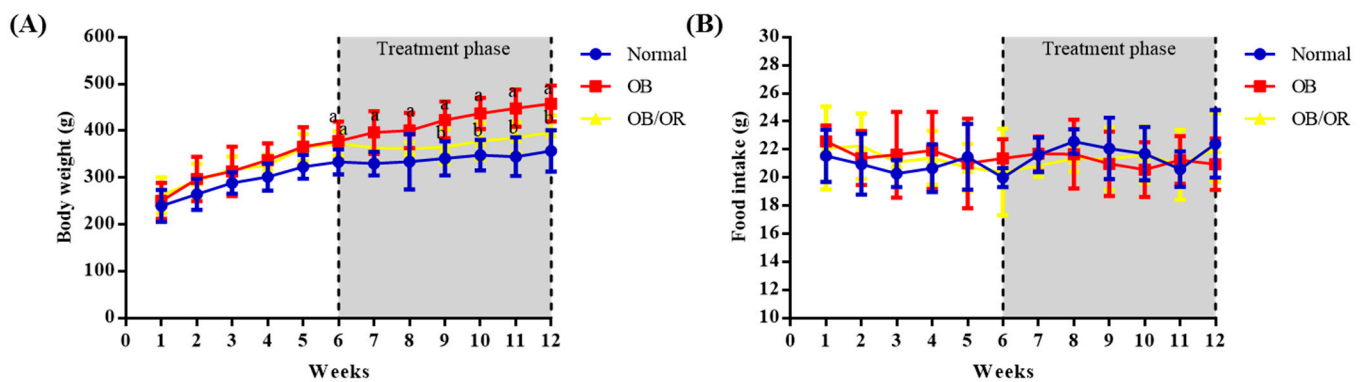 (A)
600
500
400
300
200
100
0
Body weight (g)
Treatment phase
a a a a a a a a
b b b b
0 1 2 3 4 5 6 7 8 9 10 11 12
Weeks
Normal
OB
OB/OR
(B)
30
28
26
24
22
20
18
16
14
12
10
Food intake (g)
Treatment phase
0 1 2 3 4 5 6 7 8 9 10 11 12
Weeks
Normal
OB
OB/OR